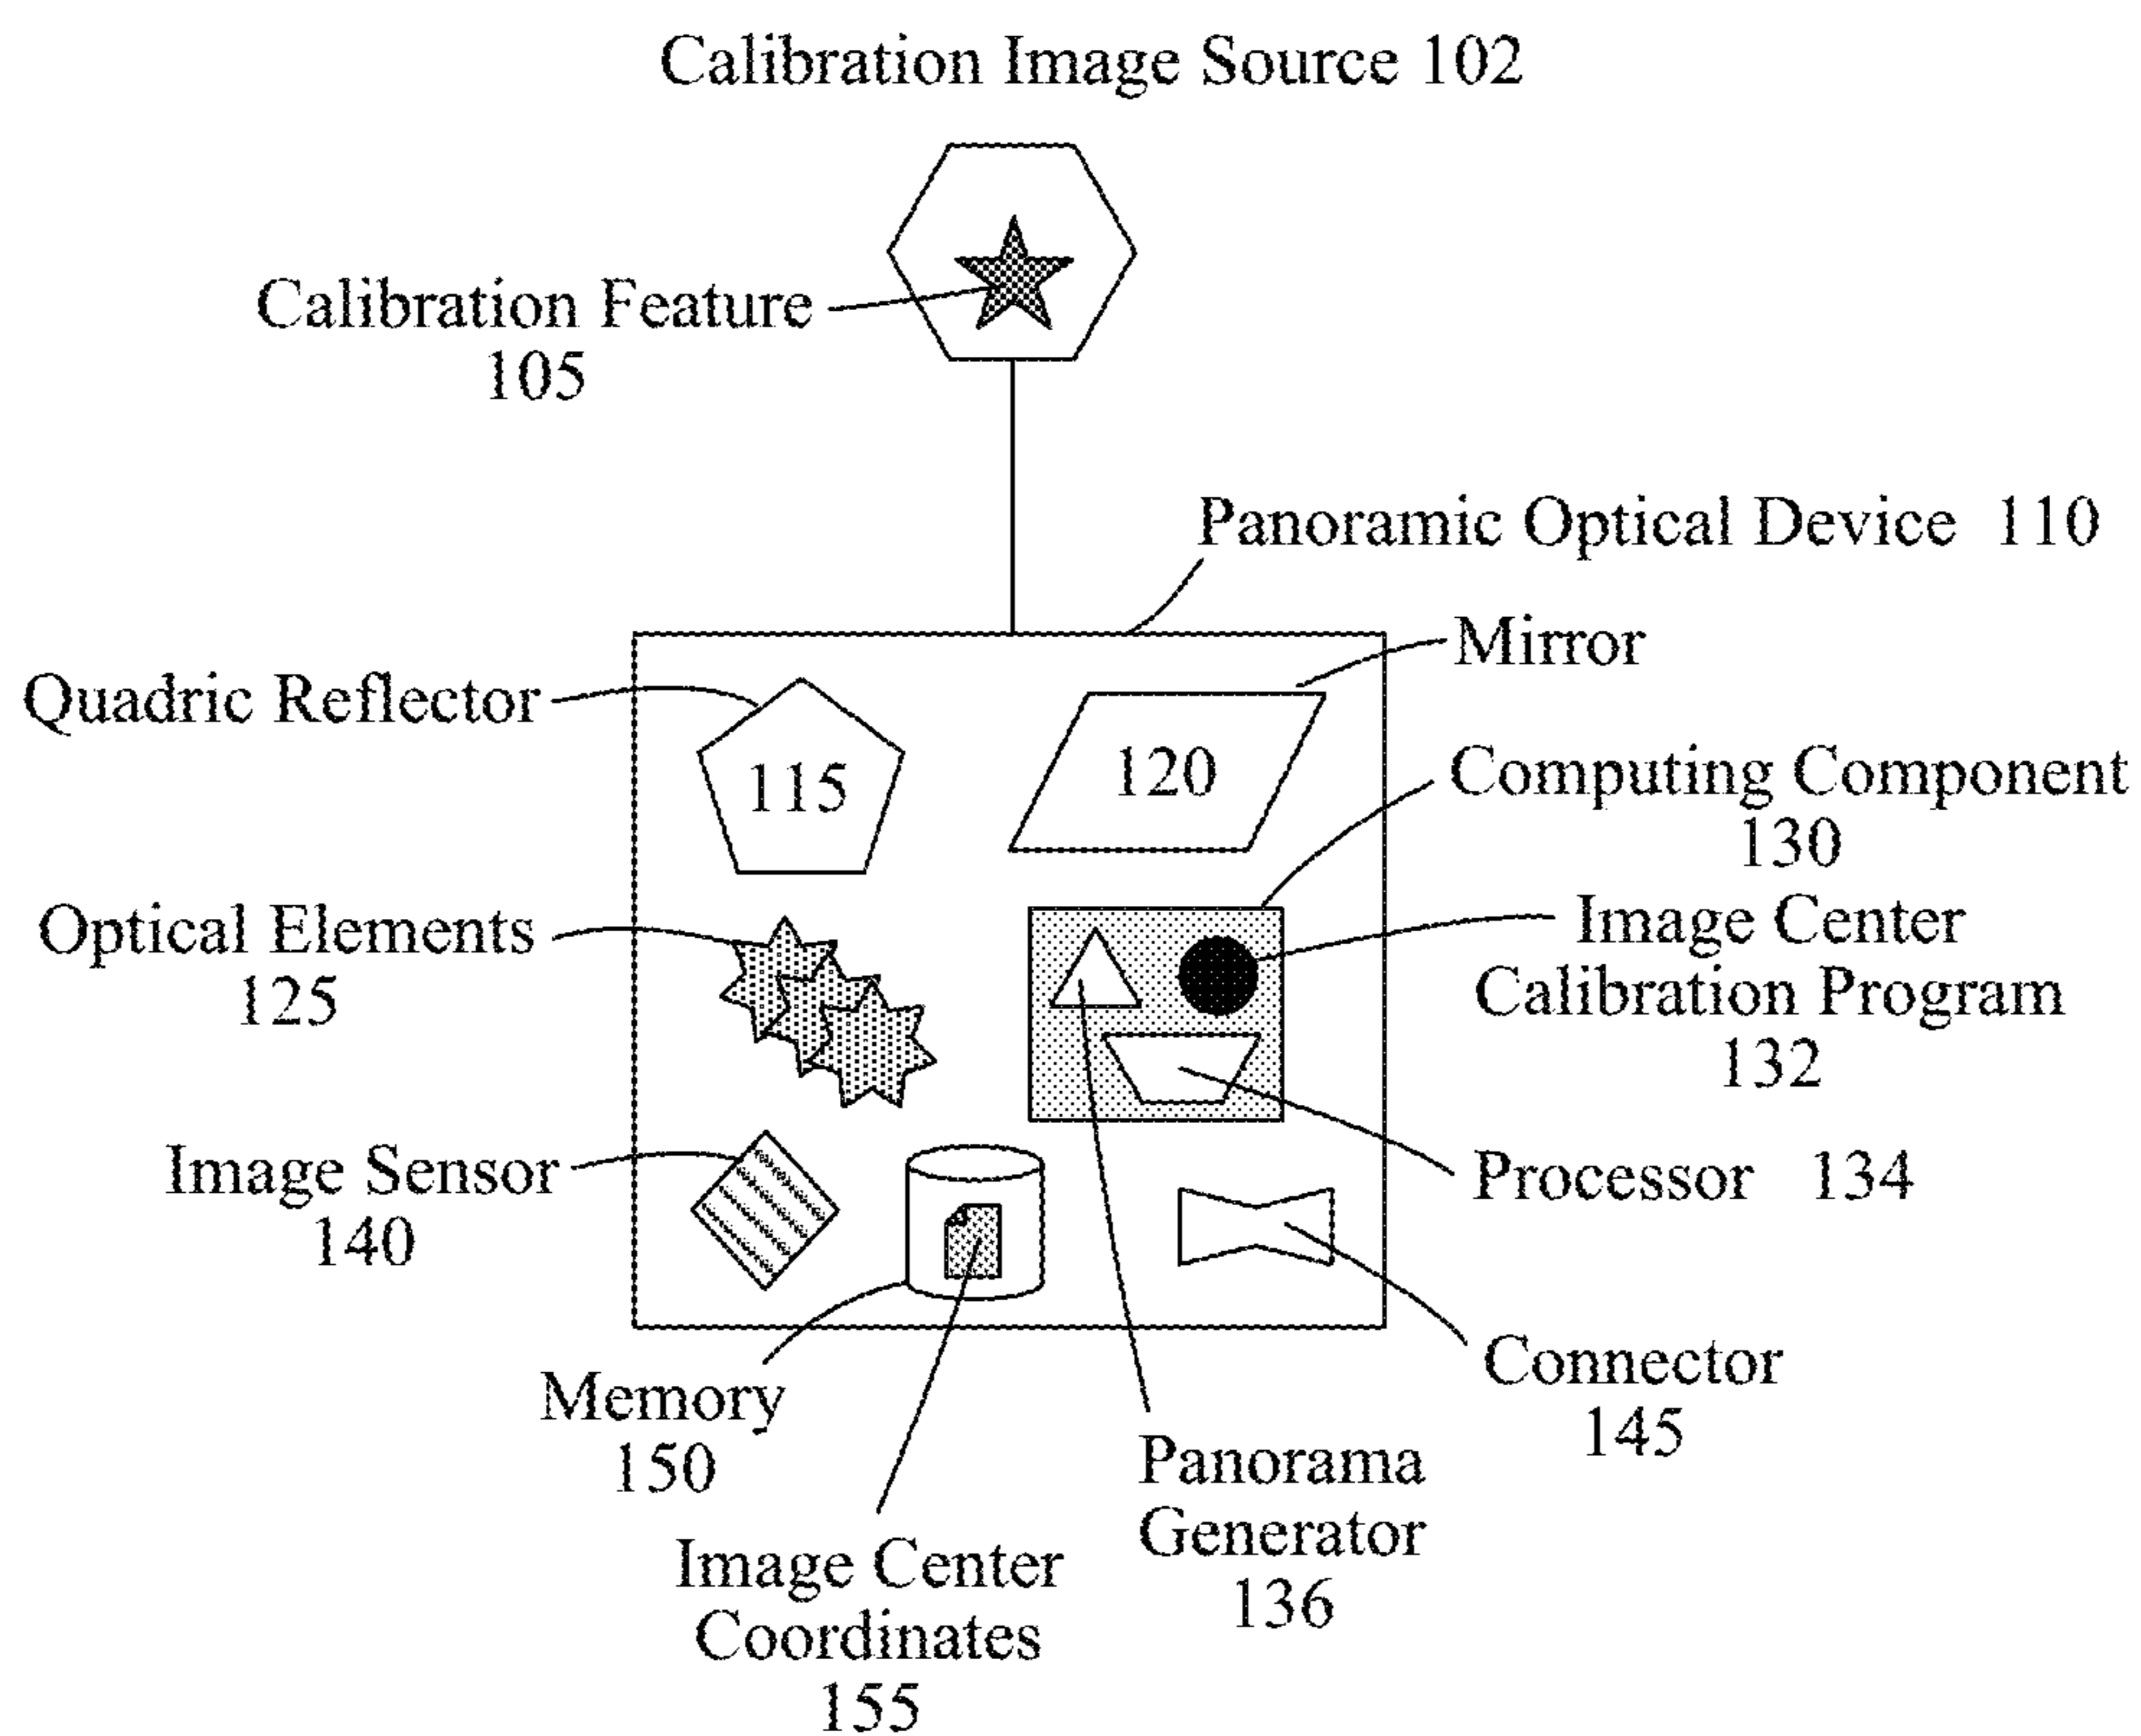 Calibration Image Source 102
Calibration Feature
105
Panoramic Optical Device 110
Mirror
Quadric Reflector
115
120
Computing Component
130
Optical Elements
125
Image Center
Calibration Program
132
Image Sensor
140
Processor 134
Connector
145
Memory
150
Panorama
Generator
136
Image Center
Coordinates
155